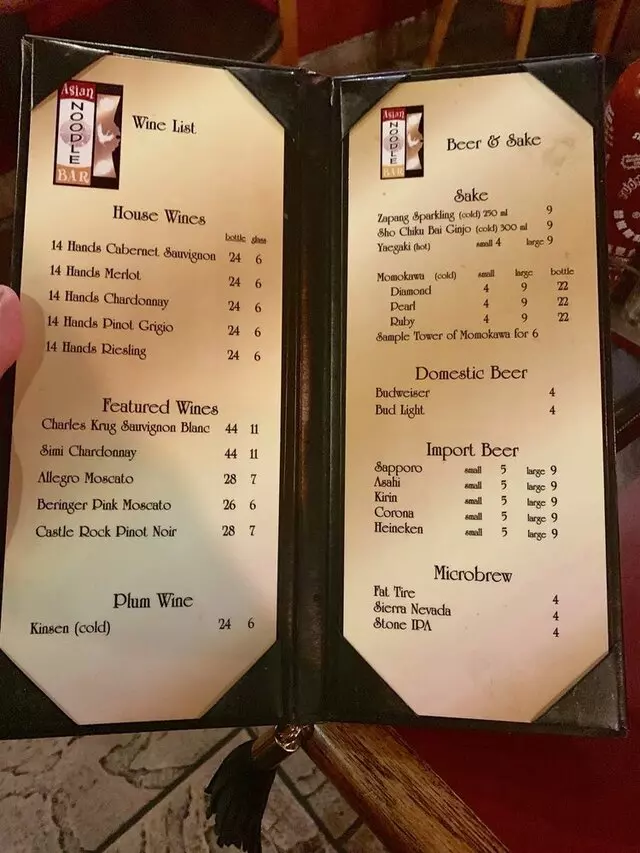 Asian
NOODLE
BAR
Wine List
House Wines
bottle glass
14 Hands Cabernet Sauvignon 24 6
14 Hands Merlot 24 6
14 Hands Chardonnay 24 6
14 Hands Pinot Grigio 24 6
14 Hands Riesling 24 6
Featured Wines
Charles Krug Sauvignon Blanc 44 11
Simi Chardonnay 44 11
Allegro Moscato 28 7
Beringer Pink Moscato 26 6
Castle Rock Pinot Noir 28 7
Plum Wine
Kinsen (cold) 24 6
Asian
NOODLE
BAR
Beer & Sake
Sake
Zapang Sparkling (cold) 250 ml 9
Sho Chiku Bai Ginjo (cold) 300 ml 9
Yaegaki (hot) small 4 large 9
Momokawa (cold) small large bottle
Diamond 4 9 22
Pearl 4 9 22
Ruby 4 9 22
Sample Tower of Momokawa for 6
Domestic Beer
Budweiser 4
Bud Light 4
Import Beer
Sapporo small 5 large 9
Asahi small 5 large 9
Kirin small 5 large 9
Corona small 5 large 9
Heineken small 5 large 9
Microbrew
Fat Tire 4
Sierra Nevada 4
Stone IPA 4